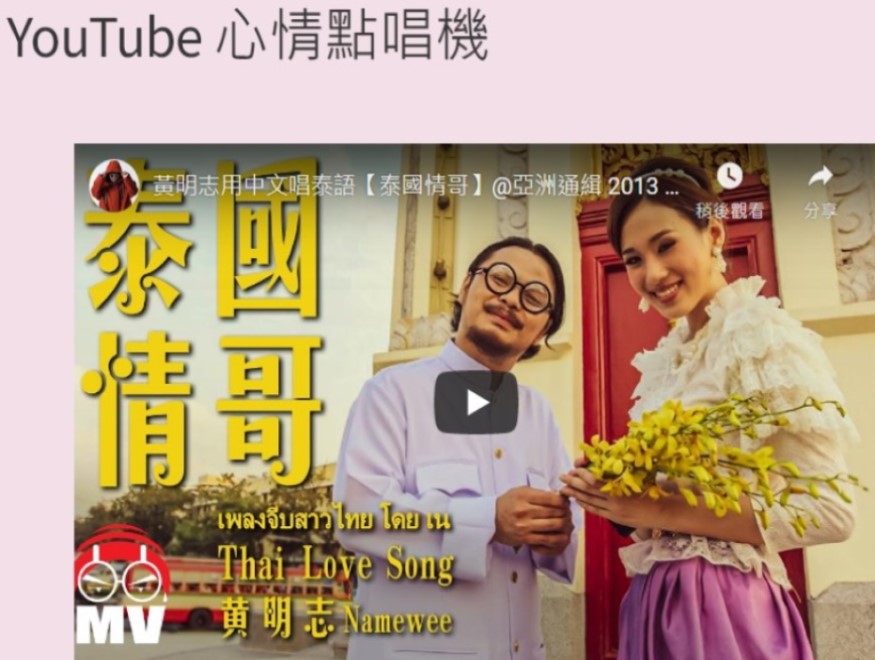 YouTube 心情點唱機
黃明志用中文唱泰語【泰國情哥】@亞洲通緝 2013 ...
稍後觀看
分享
泰國
情哥
เพลงจีบสาวไทย โดย เน
Thai Love Song
黄明志 Namewee
MV